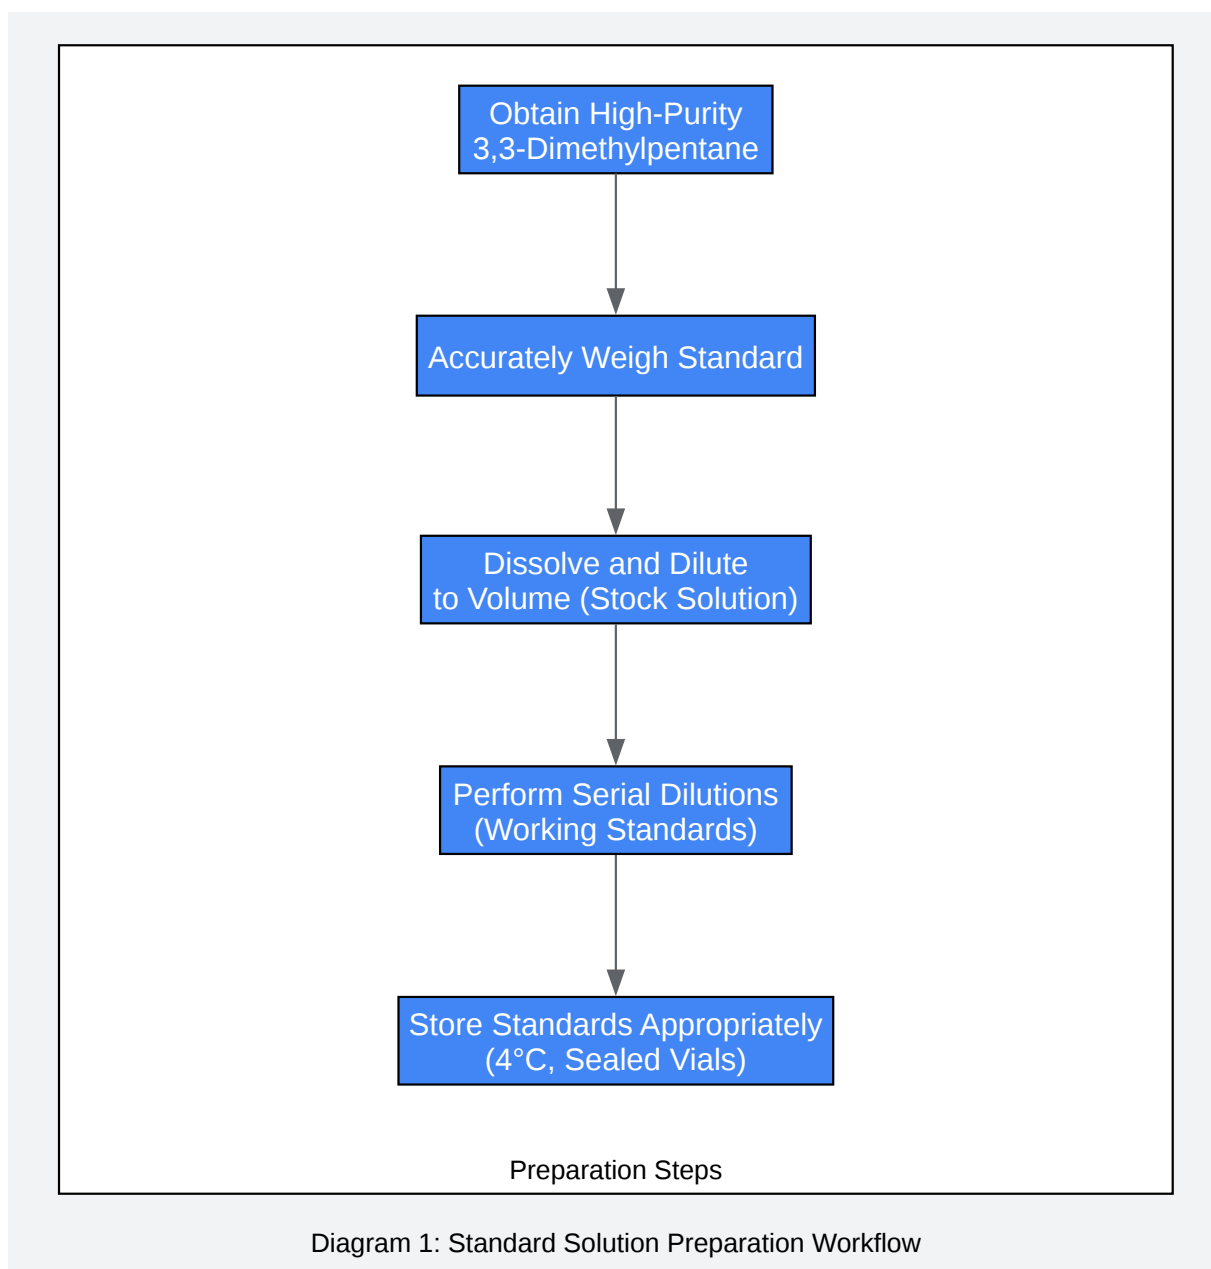 Obtain High-Purity
3,3-Dimethylpentane
Accurately Weigh Standard
Dissolve and Dilute
to Volume (Stock Solution)
Perform Serial Dilutions
(Working Standards)
Store Standards Appropriately
(4°C, Sealed Vials)
Preparation Steps
Diagram 1: Standard Solution Preparation Workflow